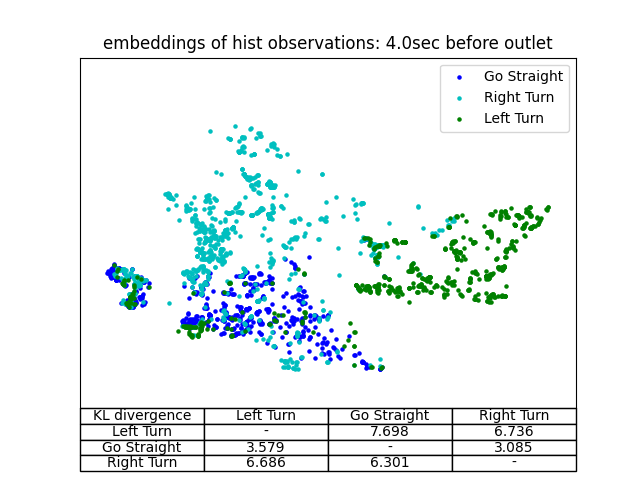 embeddings of hist observations: 4.0sec before outlet
Go Straight
Right Turn
Left Turn
KL divergence Left Turn Go Straight Right Turn
Left Turn - 7.698 6.736
Go Straight 3.579 - 3.085
Right Turn 6.686 6.301 -